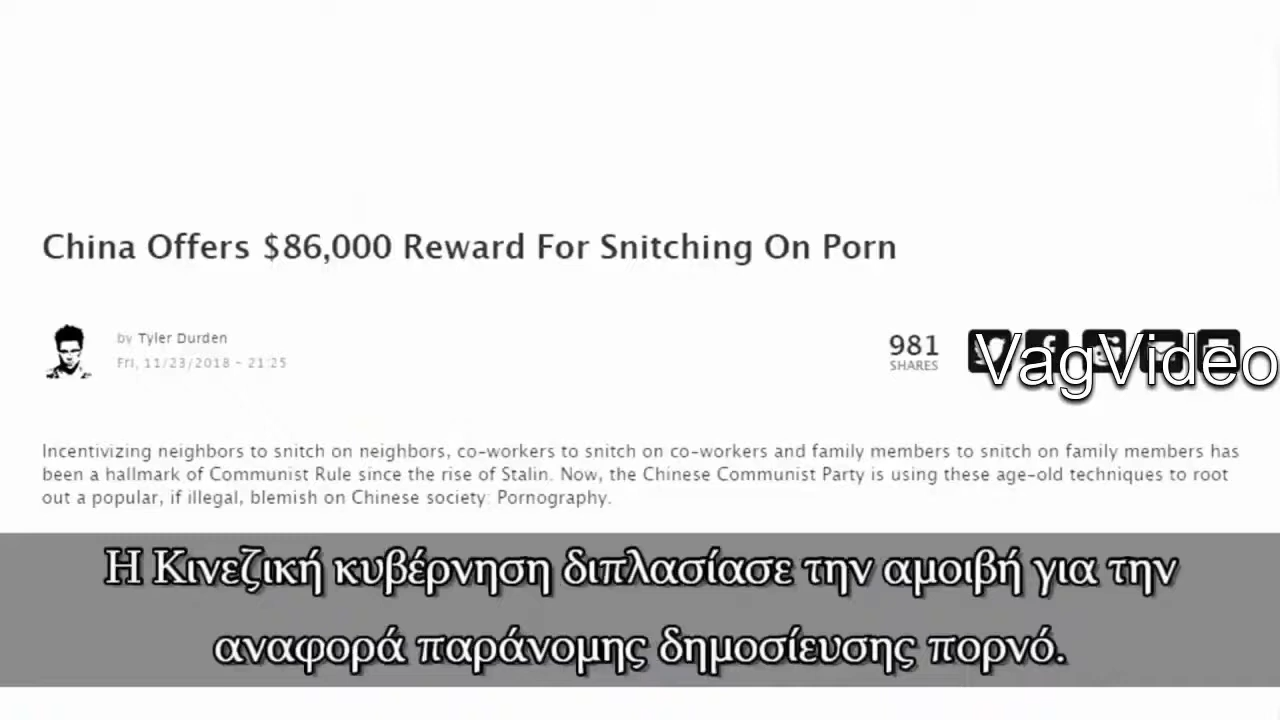 China Offers $86,000 Reward For Snitching On Porn
by Tyler Durden
Fri, 11/23/2018 - 21:25
981
SHARES
VagVideo
Incentivizing neighbors to snitch on neighbors, co-workers to snitch on co-workers and family members to snitch on family members has
been a hallmark of Communist Rule since the rise of Stalin. Now, the Chinese Communist Party is using these age-old techniques to root
out a popular, if illegal, blemish on Chinese society: Pornography.
Η Κινεζική κυβέρνηση διπλασίασε την αμοιβή για την
αναφορά παράνομης δημοσίευσης πορνό.